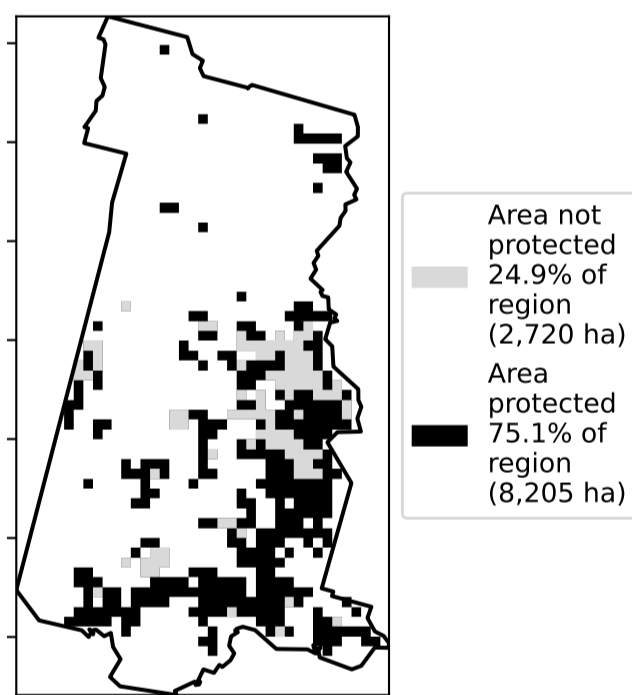 Area not
protected
24.9% of
region
(2,720 ha)
Area
protected
75.1% of
region
(8,205 ha)